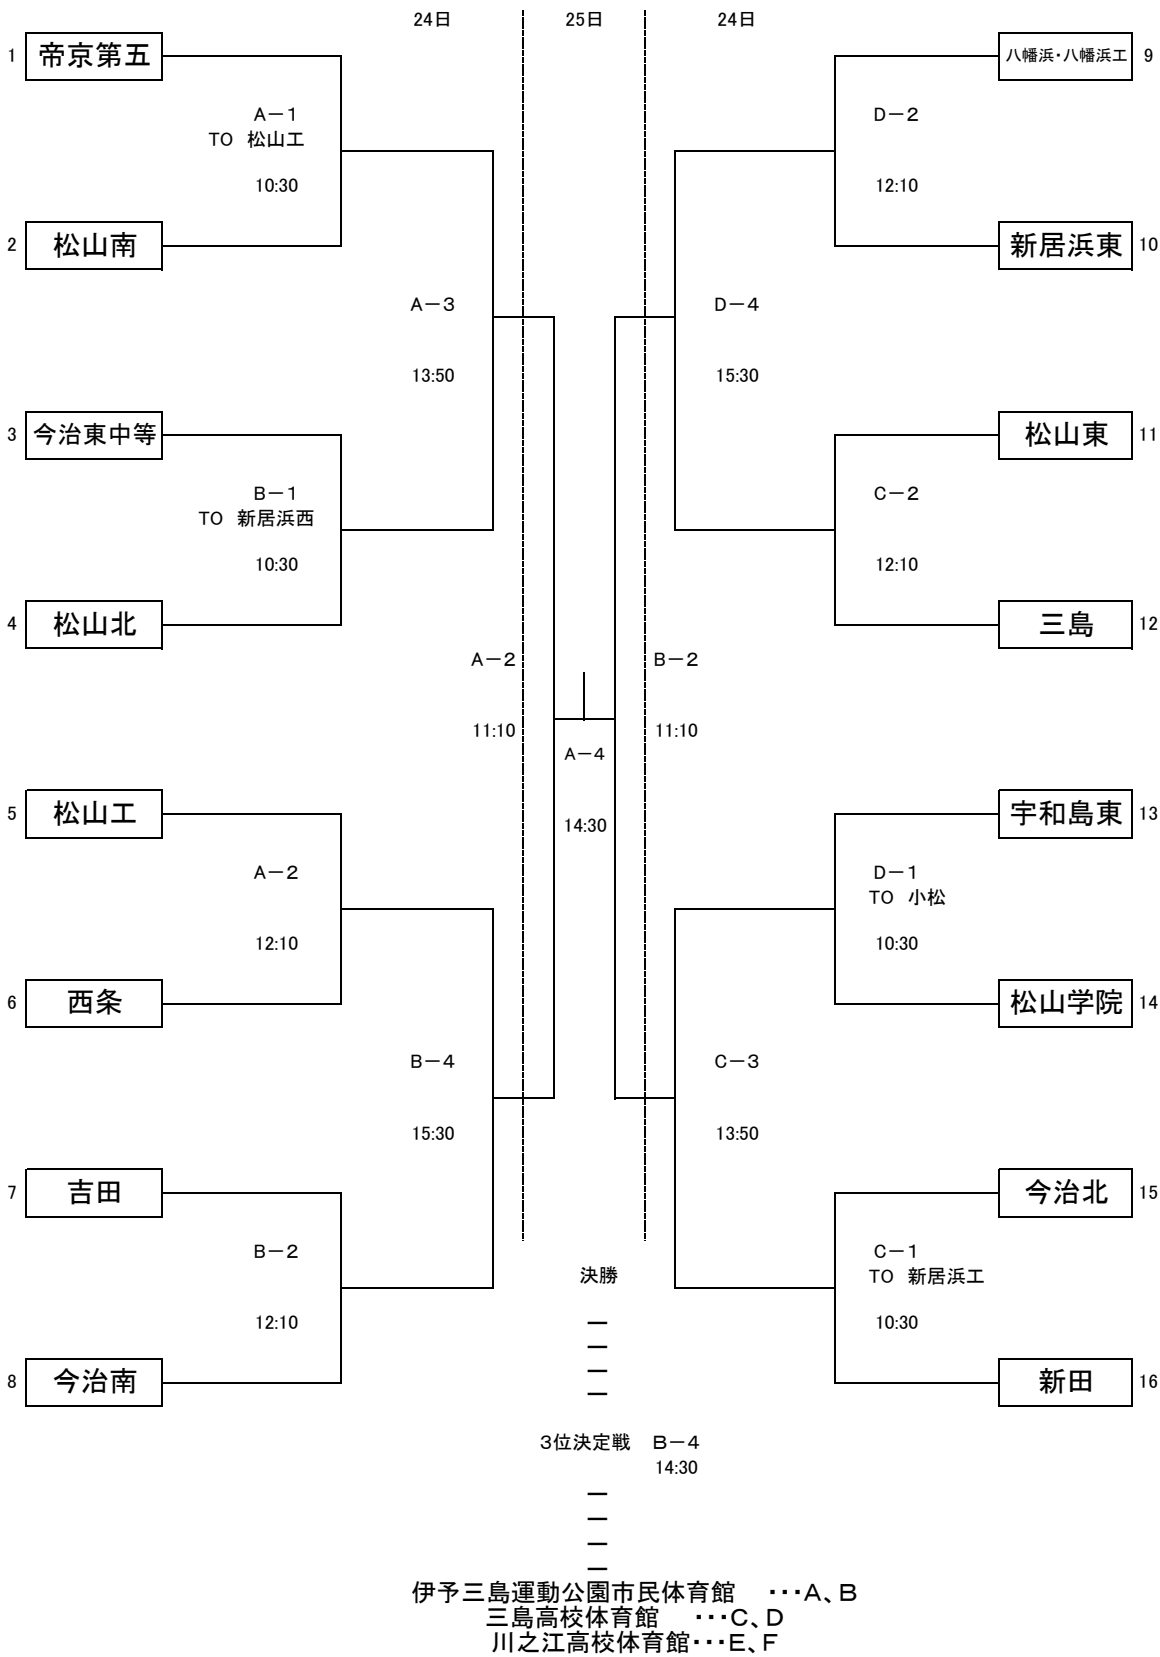 24日 25日 24日
1 帝京第五
八幡浜・八幡浜工 9
A－1
TO 松山工
10:30
D－2
12:10
2 松山南
新居浜東 10
A－3
13:50
D－4
15:30
3 今治東中等
松山東 11
B－1
TO 新居浜西
10:30
C－2
12:10
4 松山北
三島 12
A－2
11:10
B－2
11:10
A－4
14:30
5 松山工
宇和島東 13
A－2
12:10
D－1
TO 小松
10:30
6 西条
松山学院 14
B－4
15:30
C－3
13:50
7 吉田
今治北 15
B－2
12:10
C－1
TO 新居浜工
10:30
8 今治南
新田 16
決勝
－
－
－
－
3位決定戦 B－4
14:30
－
－
－
－
伊予三島運動公園市民体育館 ･･･A、B
三島高校体育館 ･･･C、D
川之江高校体育館･･･E、F